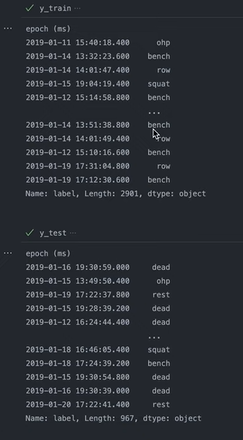 y_train
epoch (ms)
2019-01-11 15:40:18.400 ohp
2019-01-14 13:32:23.600 bench
2019-01-14 14:01:47.400 row
2019-01-15 19:04:19.400 squat
2019-01-12 15:14:58.800 bench
...
2019-01-14 13:51:38.800 bench
2019-01-14 14:01:49.400 row
2019-01-12 15:10:16.600 bench
2019-01-19 17:31:04.800 row
2019-01-19 17:12:30.600 bench
Name: label, Length: 2901, dtype: object
y_test
epoch (ms)
2019-01-16 19:30:59.000 dead
2019-01-15 13:49:50.400 ohp
2019-01-19 17:22:37.800 rest
2019-01-15 19:28:39.200 dead
2019-01-12 16:24:44.400 dead
...
2019-01-18 16:46:05.400 squat
2019-01-18 17:24:39.200 bench
2019-01-15 19:30:54.800 dead
2019-01-16 19:30:39.000 dead
2019-01-20 17:22:41.400 rest
Name: label, Length: 967, dtype: object